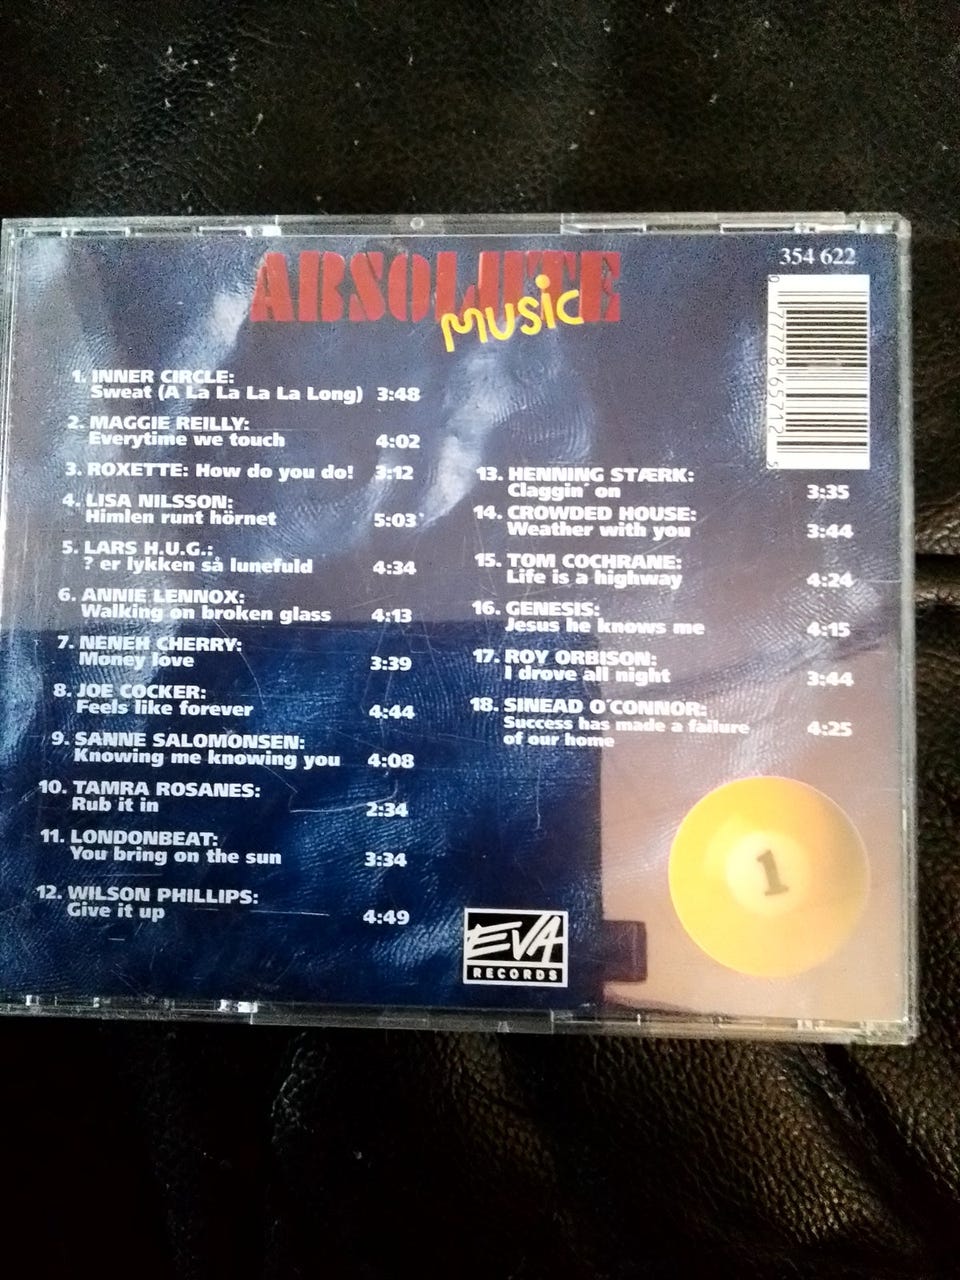 ABSOLUTE
MUSIC
354 622
1. INNER CIRCLE:
Sweat (A La La La La Long) 3:48
2. MAGGIE REILLY:
Everytime we touch 4:02
3. ROXETTE: How do you do! 3:12
4. LISA NILSSON:
Himlen runt hörnet 5:03
5. LARS H.U.G.:
? er lykken så lunefuld 4:34
6. ANNIE LENNOX:
Walking on broken glass 4:13
7. NENEH CHERRY:
Money love 3:39
8. JOE COCKER:
Feels like forever 4:44
9. SANNE SALOMONSEN:
Knowing me knowing you 4:08
10. TAMRA ROSANES:
Rub it in 2:34
11. LONDONBEAT:
You bring on the sun 3:34
12. WILSON PHILLIPS:
Give it up 4:49
13. HENNING STÆRK:
Claggin' on 3:35
14. CROWDED HOUSE:
Weather with you 3:44
15. TOM COCHRANE:
Life is a highway 4:24
16. GENESIS:
Jesus he knows me 4:15
17. ROY ORBISON:
I drove all night 3:44
18. SINEAD O'CONNOR:
Success has made a failure 4:25
of our home
0 77778 65712 5
1
EVA
RECORDS